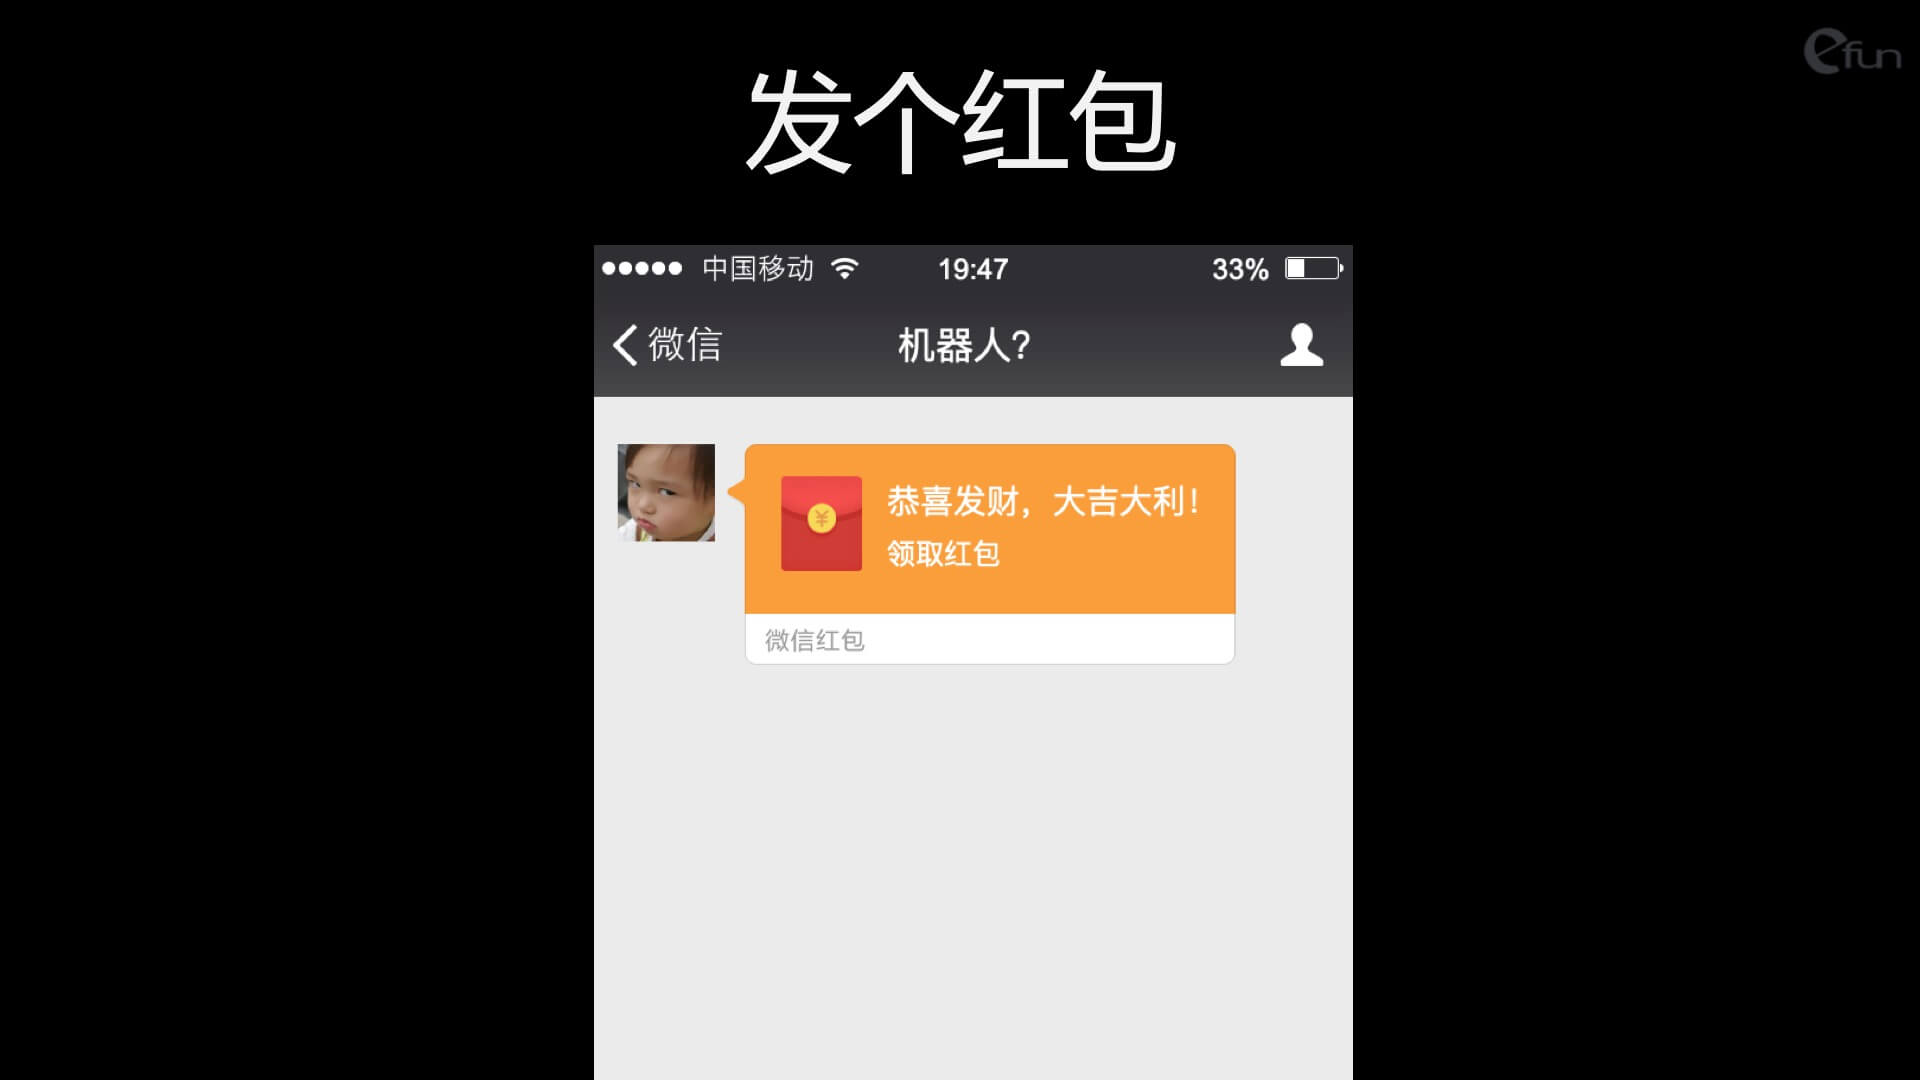 efun
发个红包
中国移动 19:47 33%
微信 机器人?
恭喜发财，大吉大利!
领取红包
微信红包